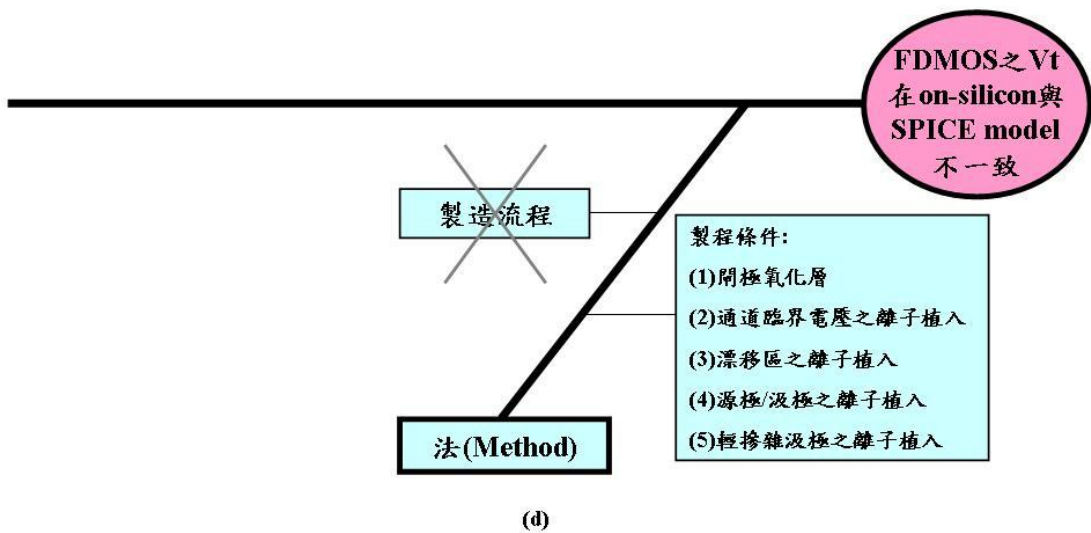 FDMOS之Vt
在on-silicon與
SPICE model
不一致
製造流程
製程條件:
(1)閘極氧化層
(2)通道臨界電壓之離子植入
(3)漂移區之離子植入
(4)源極/汲極之離子植入
(5)輕摻雜汲極之離子植入
法(Method)
(d)